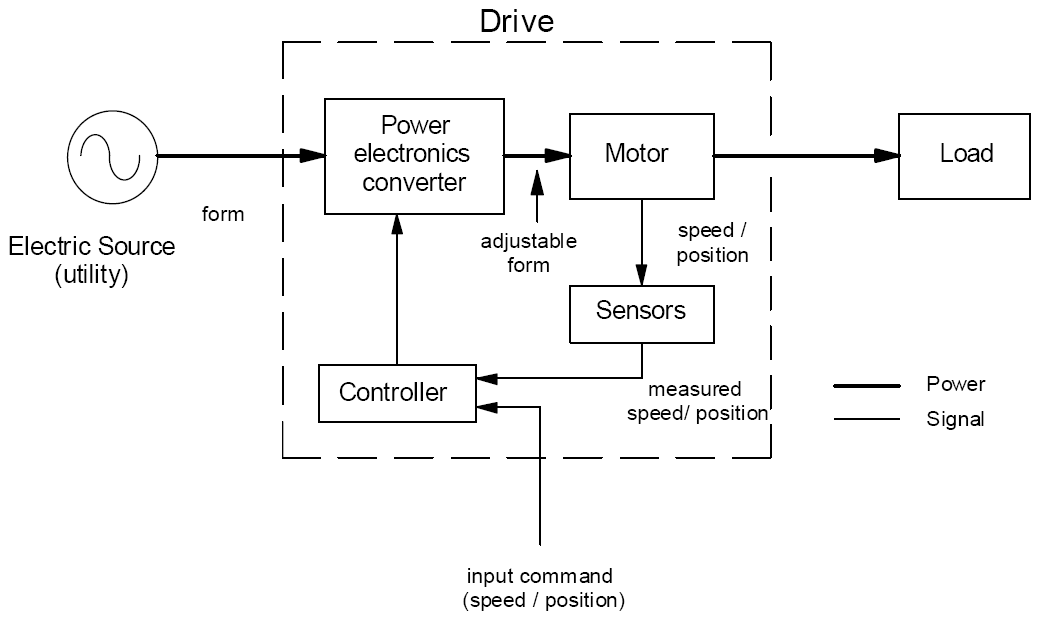 Drive
Power
electronics
converter
Motor
Load
form
adjustable
form
speed /
position
Electric Source
(utility)
Sensors
Controller
measured
speed/ position
Power
Signal
input command
(speed / position)